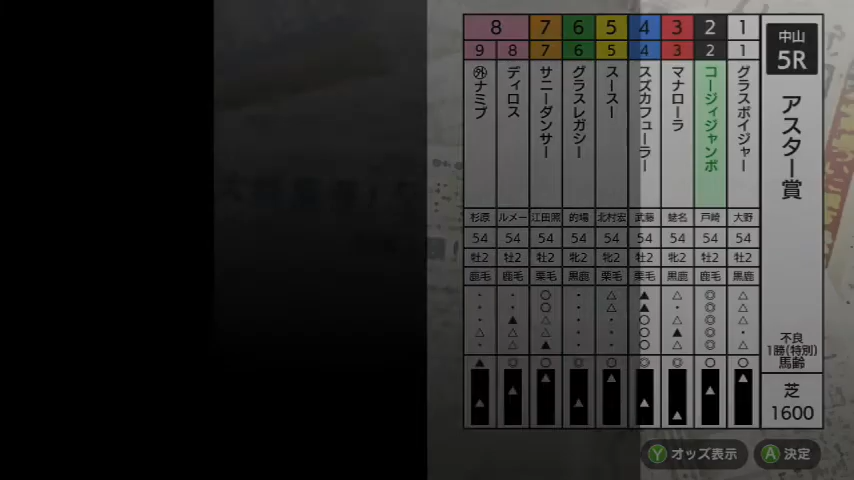 中山
5R
アスター賞
不良
1勝(特別)
馬齢
芝
1600
1
1
グラスボイジャー
大野
54
牡2
黒鹿
△
△
△
・
△
○
▲
2
2
コージィジャンポ
戸崎
54
牡2
鹿毛
◎
◎
◎
◎
◎
○
▲
3
3
マナローラ
蛯名
54
牝2
黒鹿
△
・
△
▲
△
◎
▲
4
4
スズカフューラー
武藤
54
牡2
栗毛
▲
▲
○
○
○
◎
▲
5
5
スースー
北村宏
54
牝2
栗毛
△
△
・
・
・
○
▲
6
6
グラスレガシー
的場
54
牝2
黒鹿
・
・
・
・
・
◎
▲
7
7
サニーダンサー
江田照
54
牡2
栗毛
○
○
△
△
▲
○
▲
8
8
ディロス
ルメー
54
牡2
鹿毛
・
・
▲
△
△
◎
▲
9
外ナミブ
杉原
54
牡2
鹿毛
・
・
・
△
・
▲
▲
Y オッズ表示
A 決定